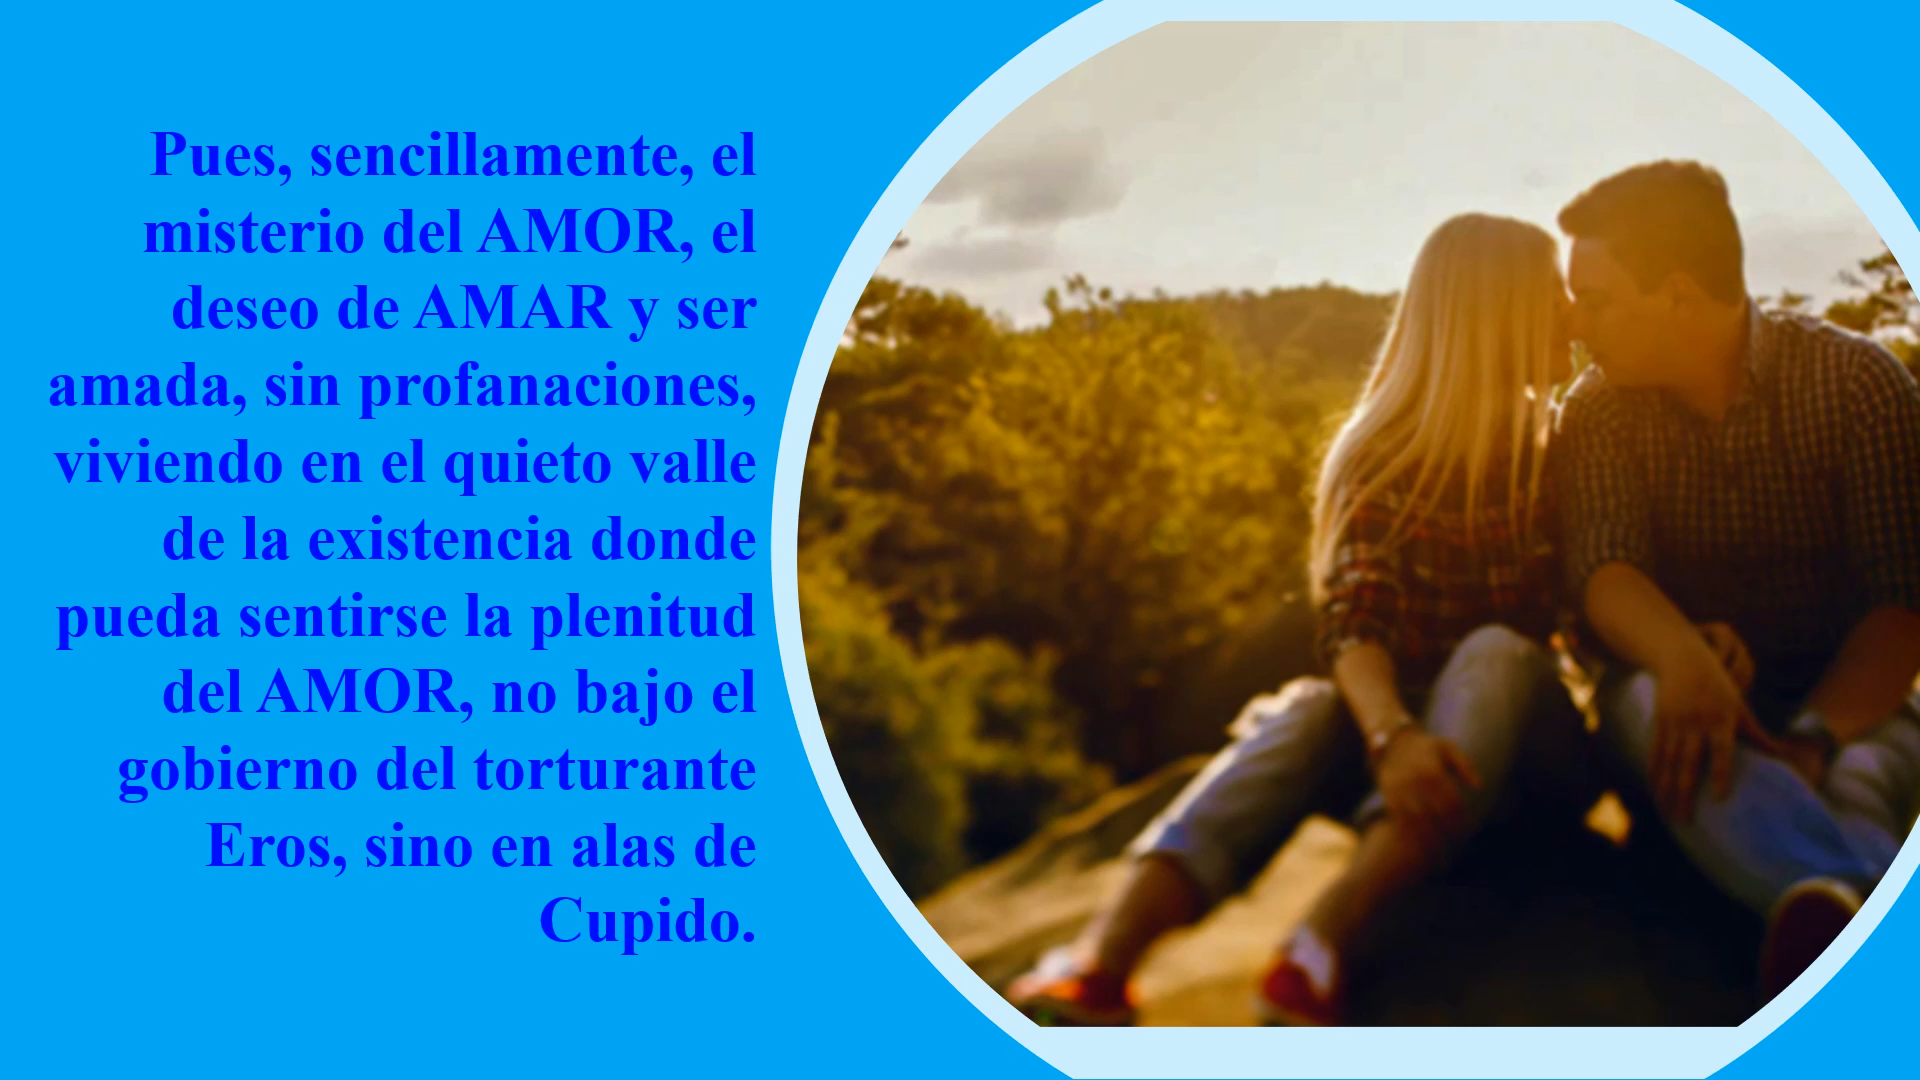 Pues, sencillamente, el
misterio del AMOR, el
deseo de AMAR y ser
amada, sin profanaciones,
viviendo en el quieto valle
de la existencia donde
pueda sentirse la plenitud
del AMOR, no bajo el
gobierno del torturante
Eros, sino en alas de
Cupido.